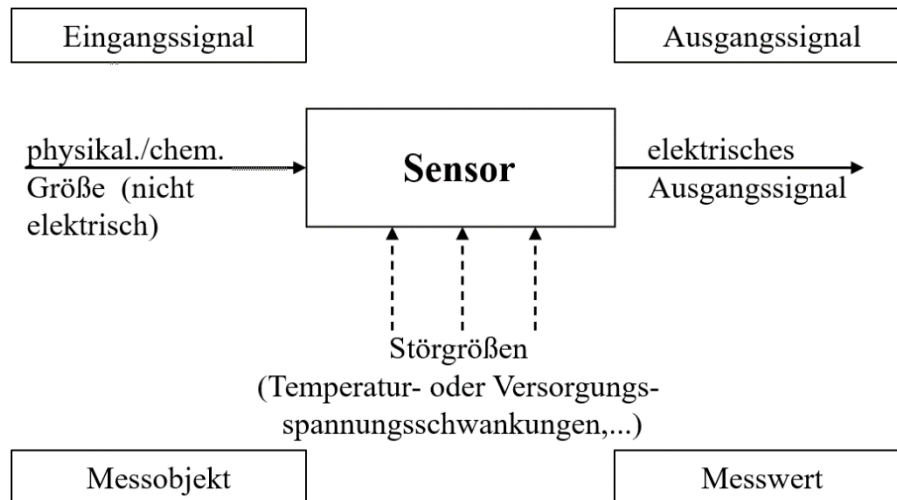 Eingangssignal
Ausgangssignal
physikal./chem.
Größe (nicht
elektrisch)
Sensor
elektrisches
Ausgangssignal
Störgrößen
(Temperatur- oder Versorgungs-
spannungsschwankungen,...)
Messobjekt
Messwert